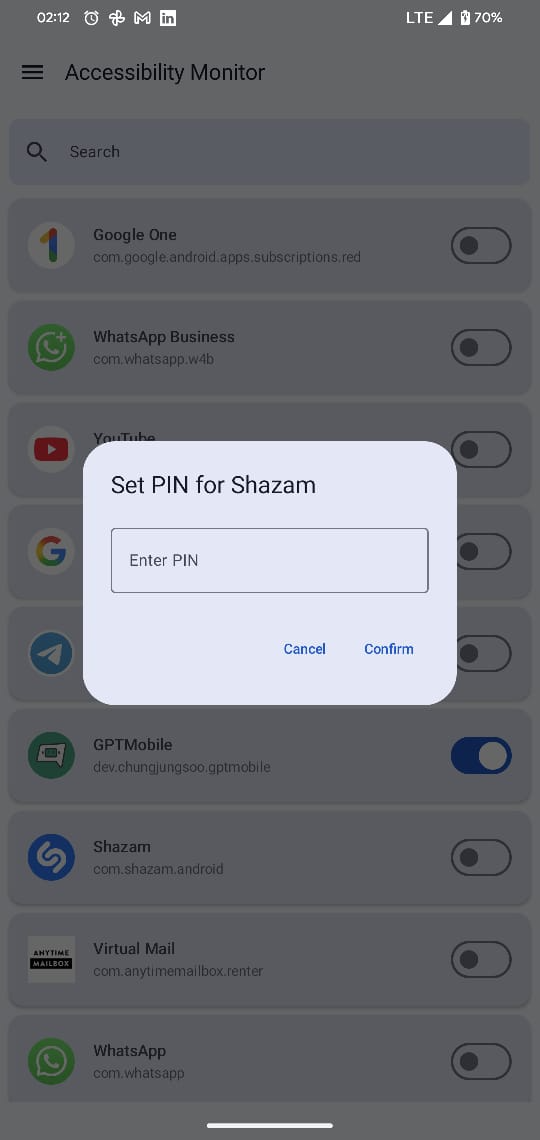 02:12
LTE 70%
Accessibility Monitor
Search
Google One
com.google.android.apps.subscriptions.red
WhatsApp Business
com.whatsapp.w4b
YouTube
Set PIN for Shazam
Enter PIN
Cancel Confirm
GPTMobile
dev.chungjungsoo.gptmobile
Shazam
com.shazam.android
ANYTIME
MAILBOX
Virtual Mail
com.anytimemailbox.renter
WhatsApp
com.whatsapp